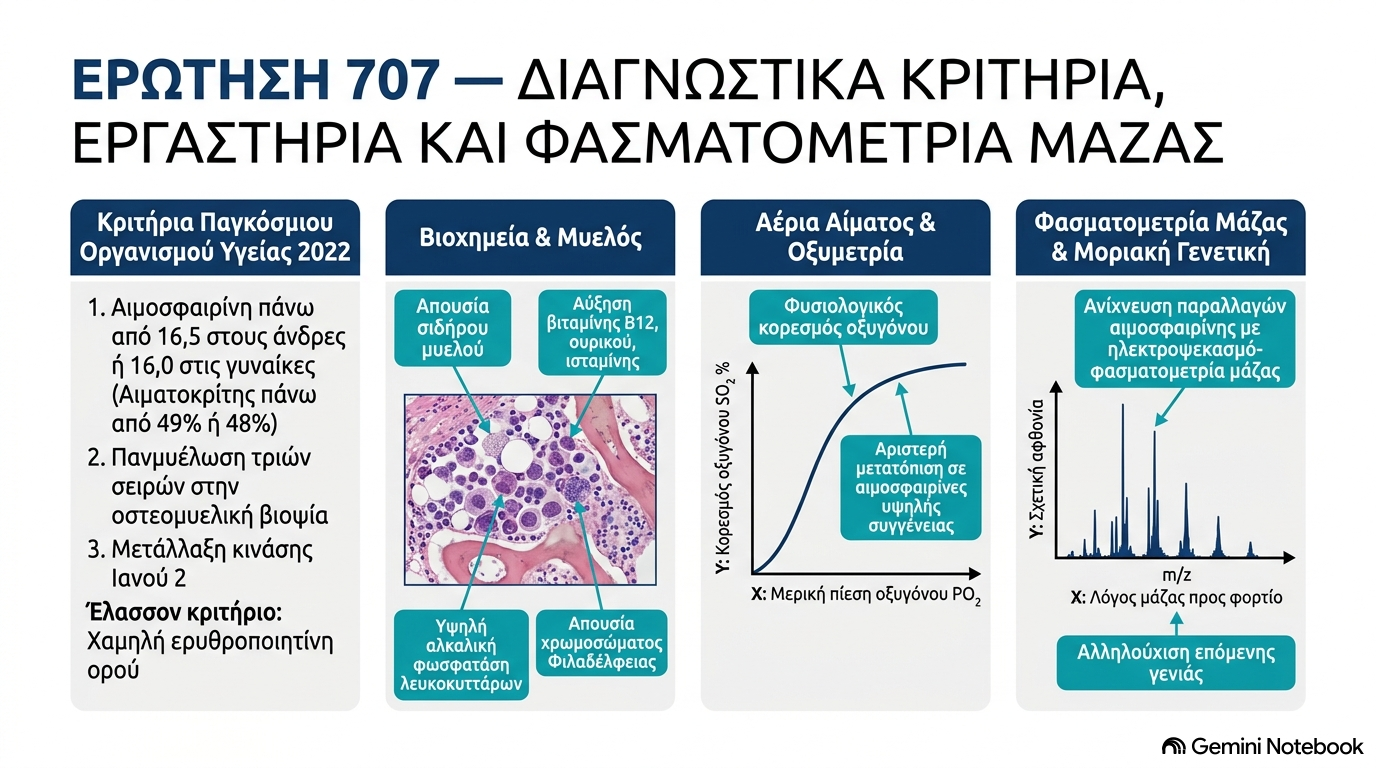 ΕΡΩΤΗΣΗ 707 — ΔΙΑΓΝΩΣΤΙΚΑ ΚΡΙΤΗΡΙΑ,
ΕΡΓΑΣΤΗΡΙΑ ΚΑΙ ΦΑΣΜΑΤΟΜΕΤΡΙΑ ΜΑΖΑΣ
Κριτήρια Παγκόσμιου
Οργανισμού Υγείας 2022
1. Αιμοσφαιρίνη πάνω
από 16,5 στους άνδρες
ή 16,0 στις γυναίκες
(Αιματοκρίτης πάνω
από 49% ή 48%)
2. Πανμυέλωση τριών
σειρών στην
οστεομυελική βιοψία
3. Μετάλλαξη κινάσης
Ιανού 2
Έλασσον κριτήριο:
Χαμηλή ερυθροποιητίνη
ορού
Βιοχημεία & Μυελός
Απουσία
σιδήρου
μυελού
Αύξηση
βιταμίνης Β12,
ουρικού,
ισταμίνης
Υψηλή
αλκαλική
φωσφατάση
λευκοκυττάρων
Απουσία
χρωμοσώματος
Φιλαδέλφειας
Αέρια Αίματος &
Οξυμετρία
Φυσιολογικός
κορεσμός οξυγόνου
Αριστερή
μετατόπιση σε
αιμοσφαιρίνες
υψηλής
συγγένειας
Υ: Κορεσμός οξυγόνου SO₂ %
Χ: Μερική πίεση οξυγόνου PO₂
Φασματομετρία Μάζας
& Μοριακή Γενετική
Ανίχνευση παραλλαγών
αιμοσφαιρίνης με
ηλεκτροψεκασμό-
φασματομετρία μάζας
Υ: Σχετική αφθονία
m/z
Χ: Λόγος μάζας προς φορτίο
Αλληλούχιση επόμενης
γενιάς
Gemini Notebook